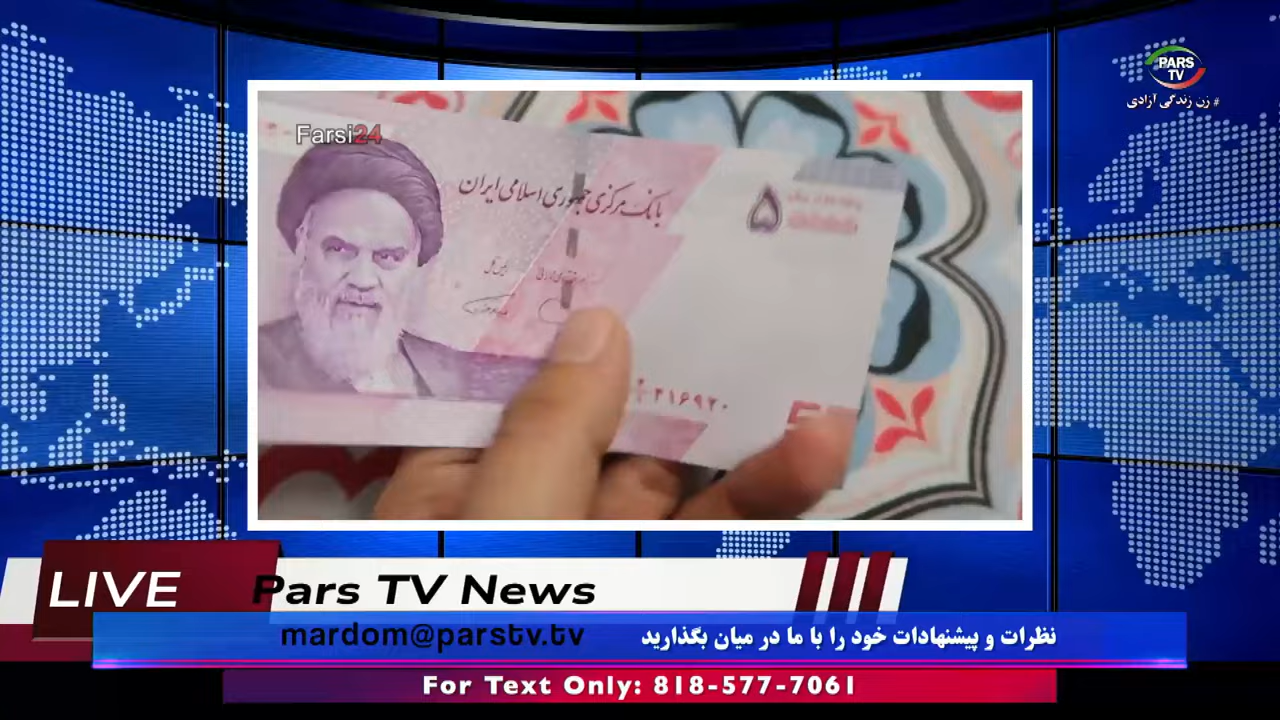 PARS
TV
# زن زندگی آزادی
Farsi24
بانک مرکزی جمهوری اسلامی ایران
۵
۲۱۶۹۲۰
LIVE
Pars TV News
mardom@parstv.tv
نظرات و پیشنهادات خود را با ما در میان بگذارید
For Text Only: 818-577-7061